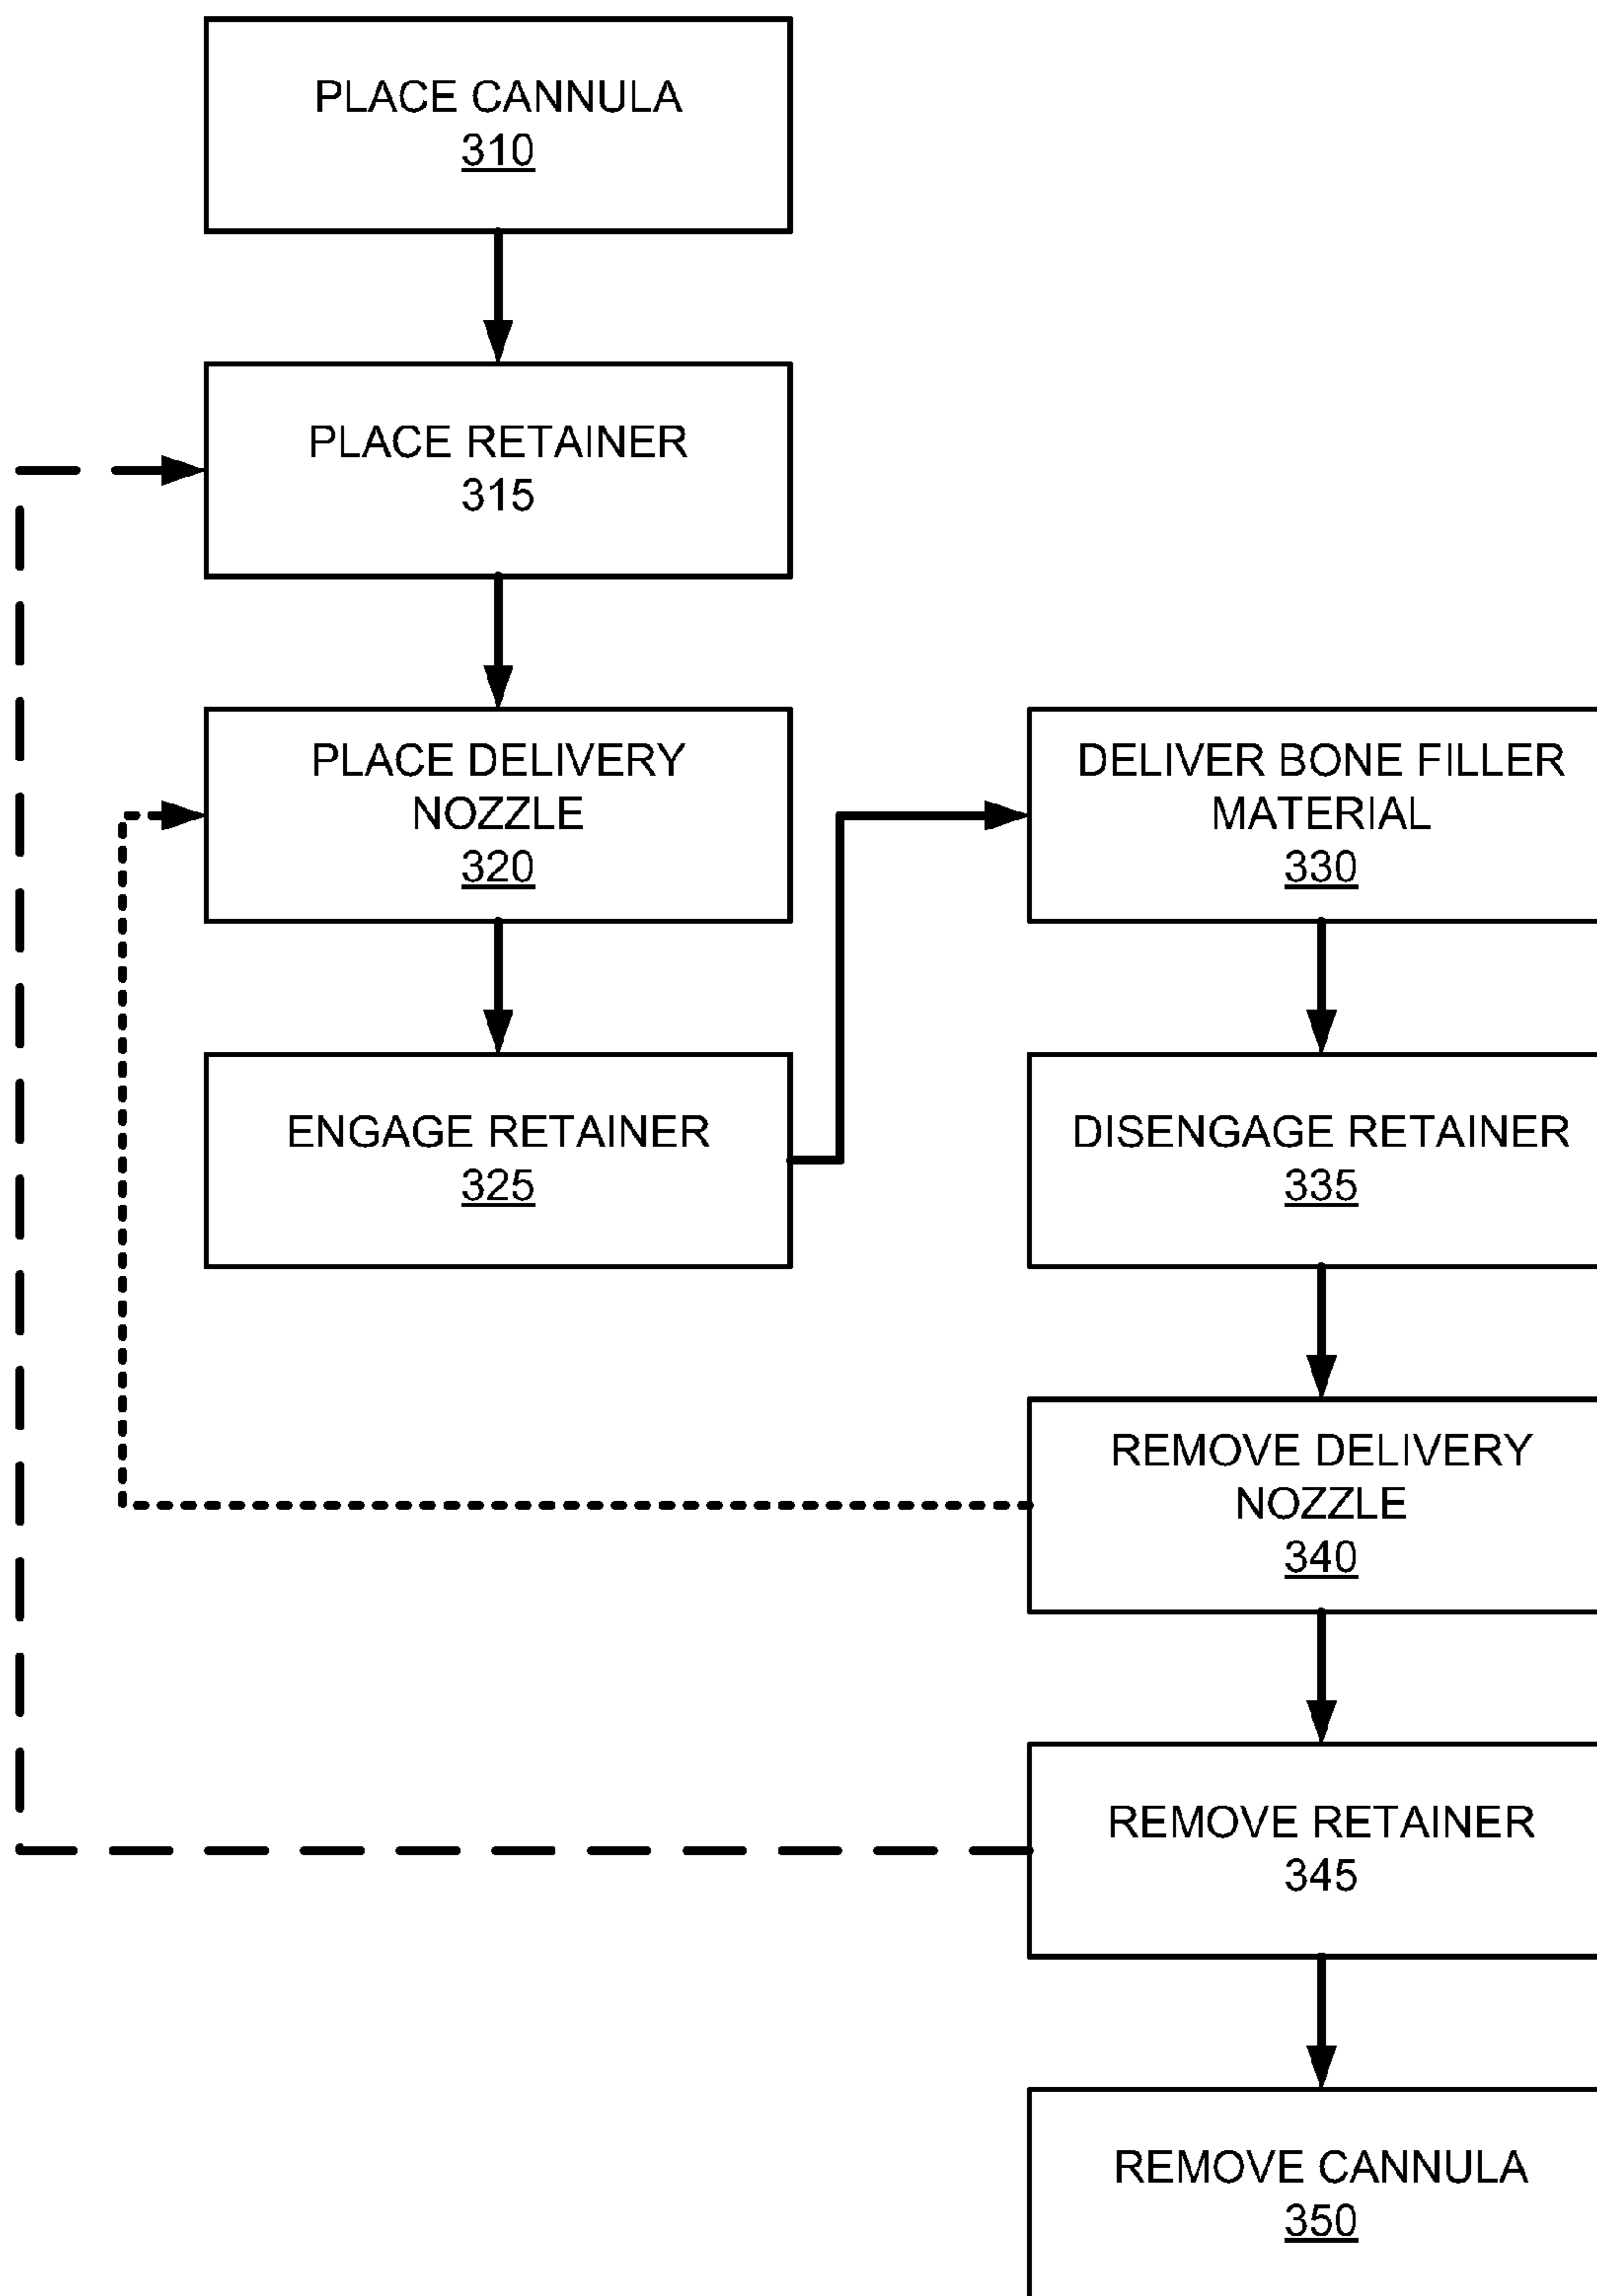 PLACE CANNULA
310
PLACE RETAINER
315
PLACE DELIVERY
NOZZLE
320
ENGAGE RETAINER
325
DELIVER BONE FILLER
MATERIAL
330
DISENGAGE RETAINER
335
REMOVE DELIVERY
NOZZLE
340
REMOVE RETAINER
345
REMOVE CANNULA
350